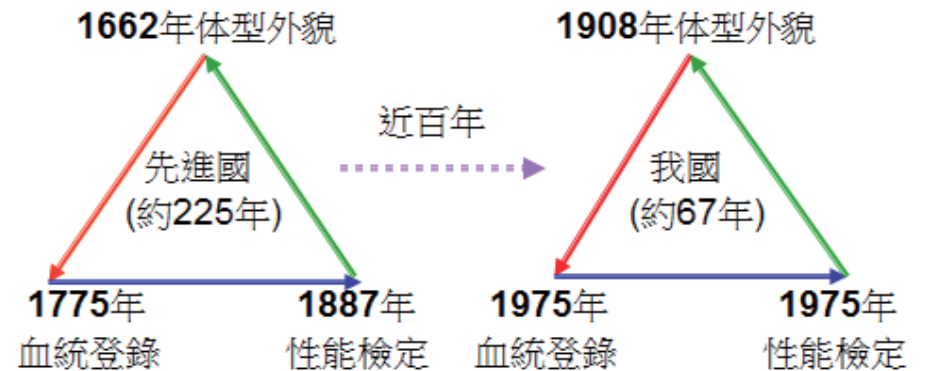 1662年体型外貌
1908年体型外貌
近百年
先進國
(約225年)
我國
(約67年)
1775年
血統登錄
1887年
性能檢定
1975年
血統登錄
1975年
性能檢定